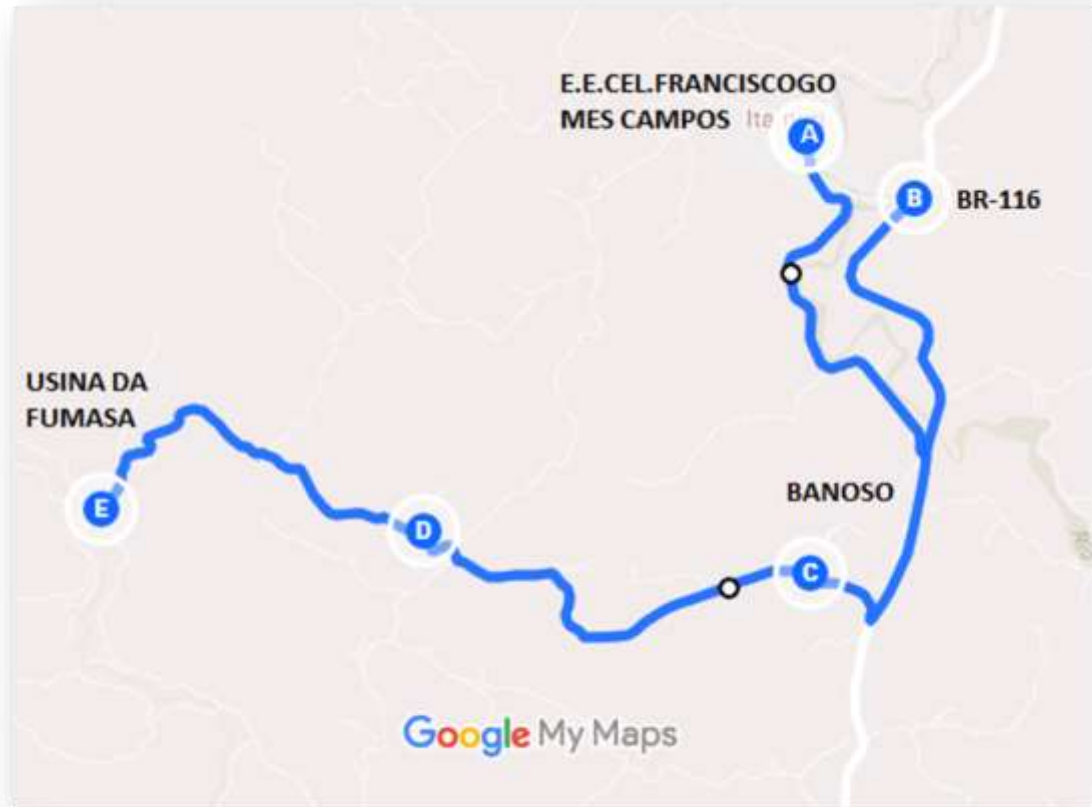 E.E.CEL.FRANCISCOGO
MES CAMPOS
A
B
BR-116
USINA DA
FUMASA
BANOSO
E
D
C
Google My Maps